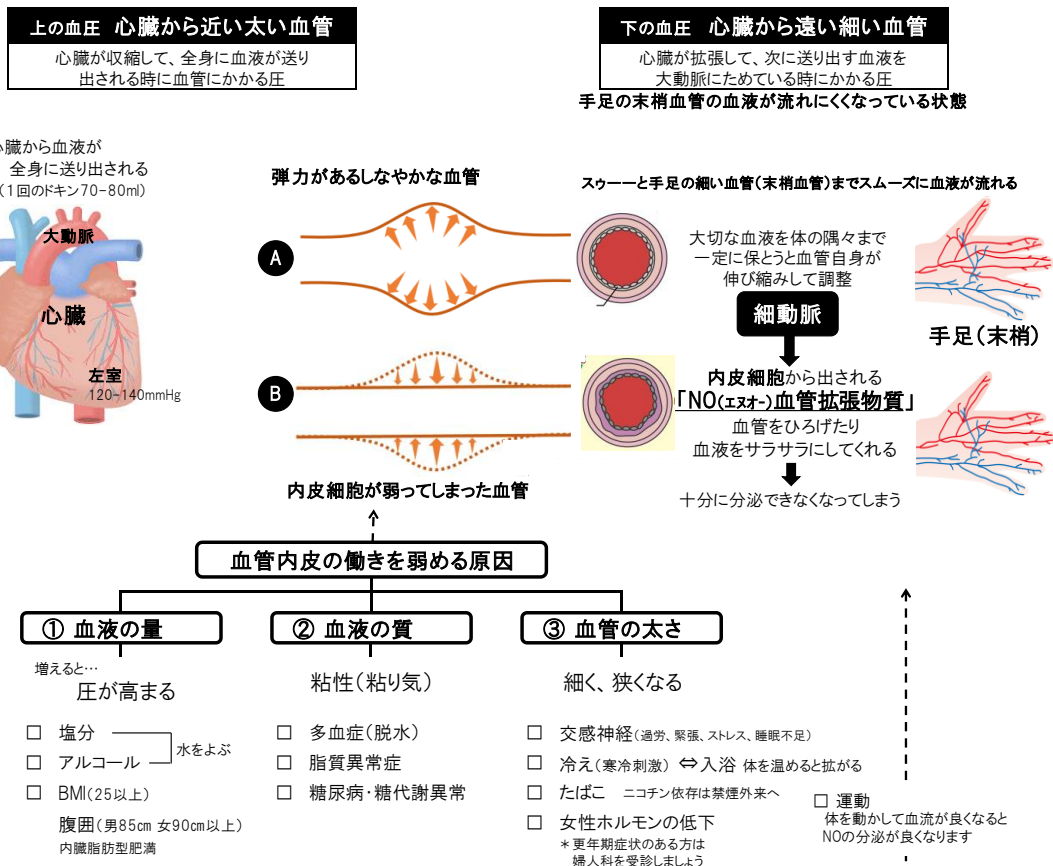 上の血圧 心臓から近い太い血管
心臓が収縮して、全身に血液が送り
出される時に血管にかかる圧
下の血圧 心臓から遠い細い血管
心臓が拡張して、次に送り出す血液を
大動脈にためている時にかかる圧
手足の末梢血管の血液が流れにくくなっている状態
心臓から血液が
全身に送り出される
(1回のドキン70-80ml)
大動脈
心臓
左室
120-140mmHg
弾力があるしなやかな血管
A
B
内皮細胞が弱ってしまった血管
スゥーーと手足の細い血管(末梢血管)までスムーズに血液が流れる
大切な血液を体の隅々まで
一定に保とうと血管自身が
伸び縮みして調整
細動脈
内皮細胞から出される
「NO(エヌオー)血管拡張物質」
血管をひろげたり
血液をサラサラにしてくれる
十分に分泌できなくなってしまう
手足(末梢)
血管内皮の働きを弱める原因
① 血液の量
増えると…
圧が高まる
□ 塩分
□ アルコール
水をよぶ
□ BMI(25以上)
腹囲(男85cm 女90cm以上)
内臓脂肪型肥満
② 血液の質
粘性(粘り気)
□ 多血症(脱水)
□ 脂質異常症
□ 糖尿病・糖代謝異常
③ 血管の太さ
細く、狭くなる
□ 交感神経(過労、緊張、ストレス、睡眠不足)
□ 冷え(寒冷刺激) ⇔入浴 体を温めると拡がる
□ たばこ ニコチン依存は禁煙外来へ
□ 女性ホルモンの低下
＊更年期症状のある方は
婦人科を受診しましょう
□ 運動
体を動かして血流が良くなると
NOの分泌が良くなります